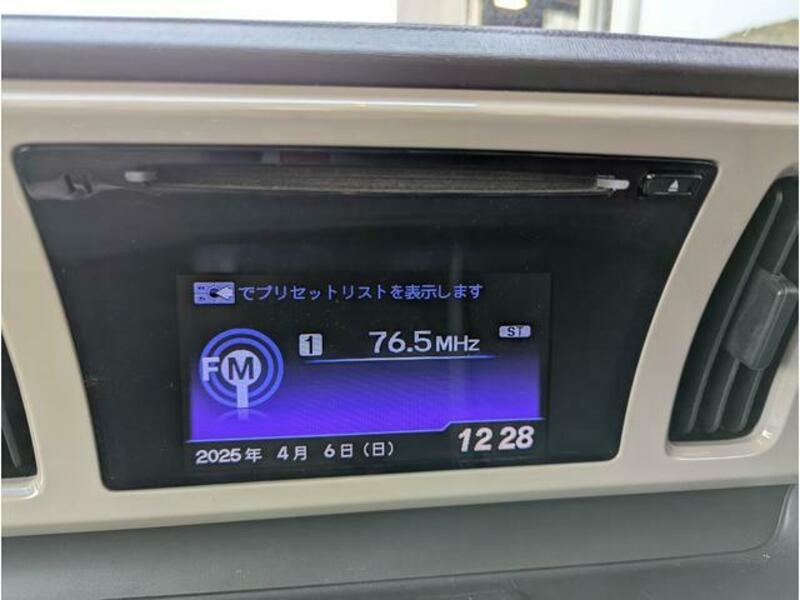 でプリセットリストを表示します
FM
1 76.5MHz ST
2025年 4月 6日(日) 12 28